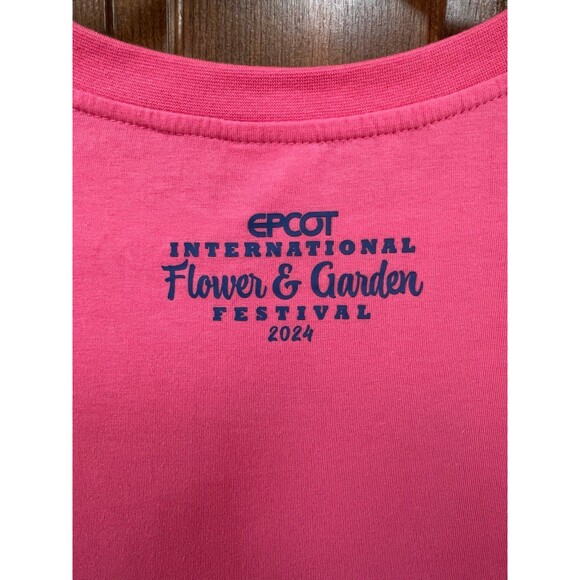 EPCOT
INTERNATIONAL
Flower & Garden
FESTIVAL
2024